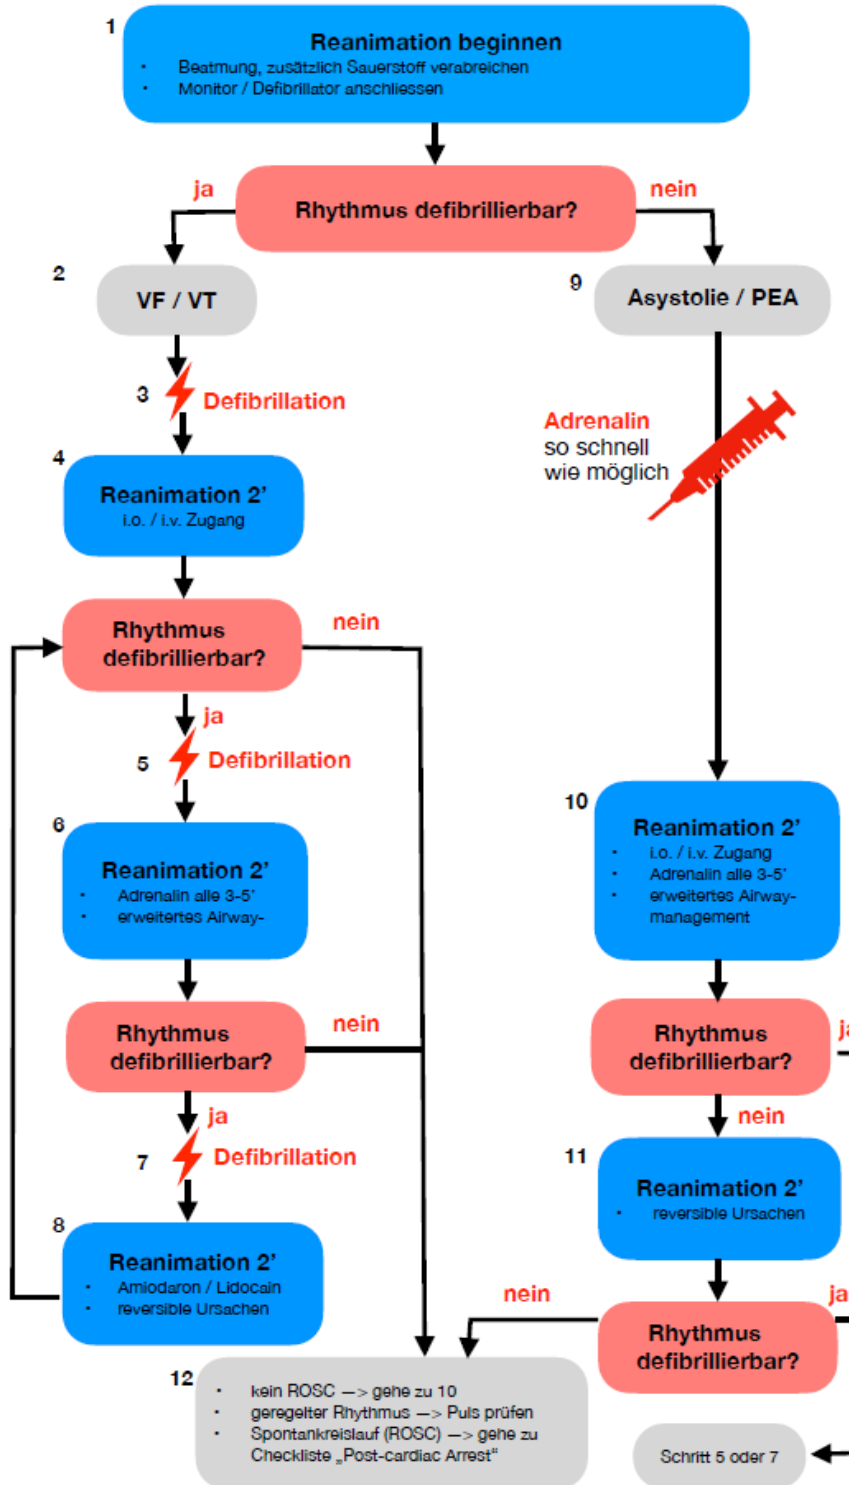 1
Reanimation beginnen
· Beatmung, zusätzlich Sauerstoff verabreichen
· Monitor / Defibrillator anschliessen
ja
Rhythmus defibrillierbar?
nein
2
VF / VT
9
Asystolie / PEA
3
Defibrillation
Adrenalin
so schnell
wie möglich
4
Reanimation 2’
i.o. / i.v. Zugang
Rhythmus
defibrillierbar?
nein
ja
5
Defibrillation
6
Reanimation 2’
· Adrenalin alle 3-5’
· erweitertes Airway-
10
Reanimation 2’
· i.o. / i.v. Zugang
· Adrenalin alle 3-5’
· erweitertes Airway-
management
Rhythmus
defibrillierbar?
nein
ja
Rhythmus
defibrillierbar?
ja
nein
7
Defibrillation
11
Reanimation 2’
· reversible Ursachen
8
Reanimation 2’
· Amiodaron / Lidocain
· reversible Ursachen
nein
Rhythmus
defibrillierbar?
ja
12
· kein ROSC —> gehe zu 10
· geregelter Rhythmus —> Puls prüfen
· Spontankreislauf (ROSC) —> gehe zu
Checkliste „Post-cardiac Arrest“
Schritt 5 oder 7